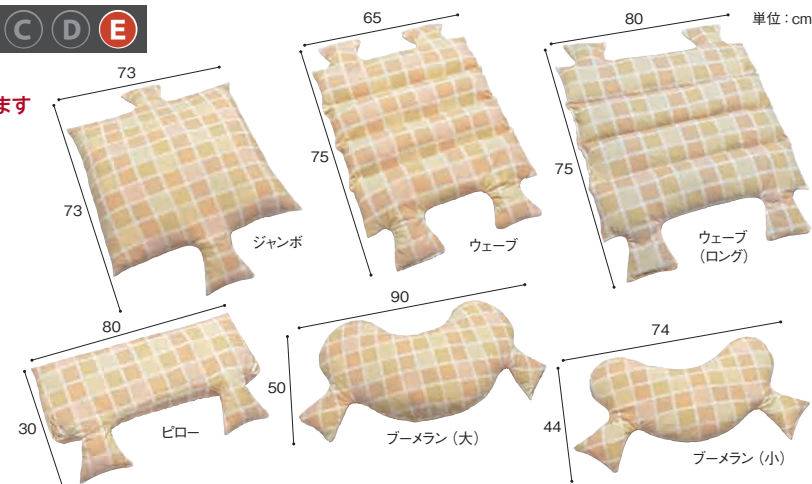 C D E
ます
単位：cm
73
73
ジャンボ
65
75
ウェーブ
80
75
ウェーブ
（ロング）
80
30
ピロー
90
50
ブーメラン（大）
74
44
ブーメラン（小）